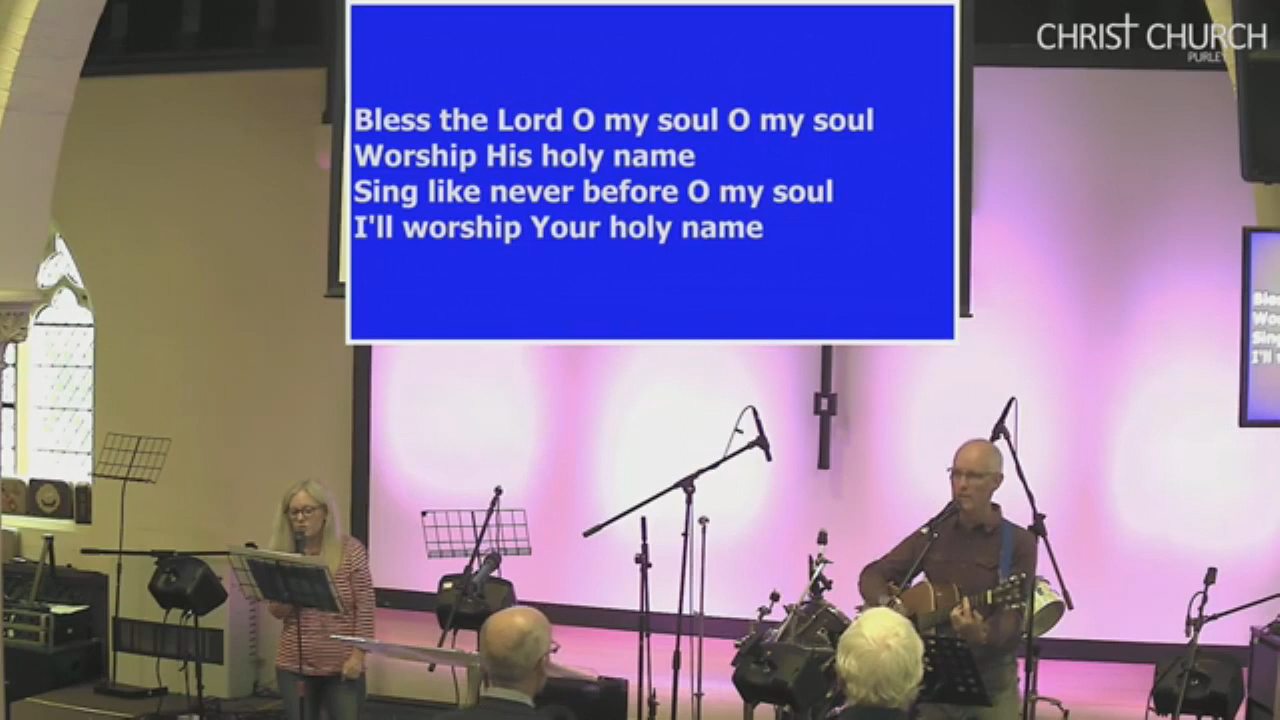 CHRIST CHURCH
PURLEY
Bless the Lord O my soul O my soul
Worship His holy name
Sing like never before O my soul
I'll worship Your holy name